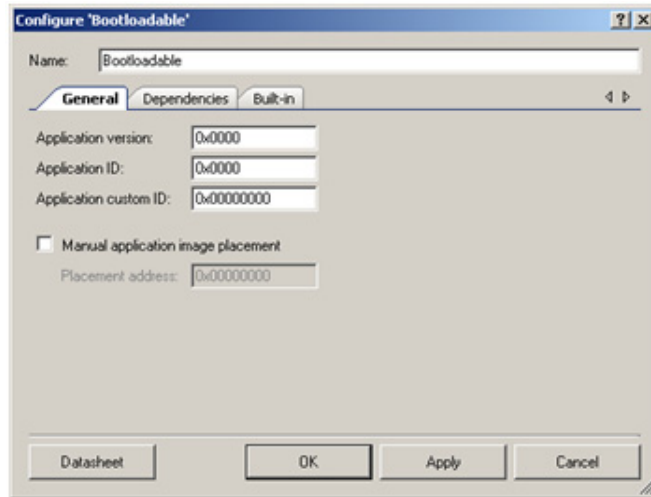 Configure 'Bootloadable'
Name: Bootloadable
General Dependencies Built-in
Application version: 0x0000
Application ID: 0x0000
Application custom ID: 0x00000000
Manual application image placement
Placement address: 0x00000000
Datasheet OK Apply Cancel